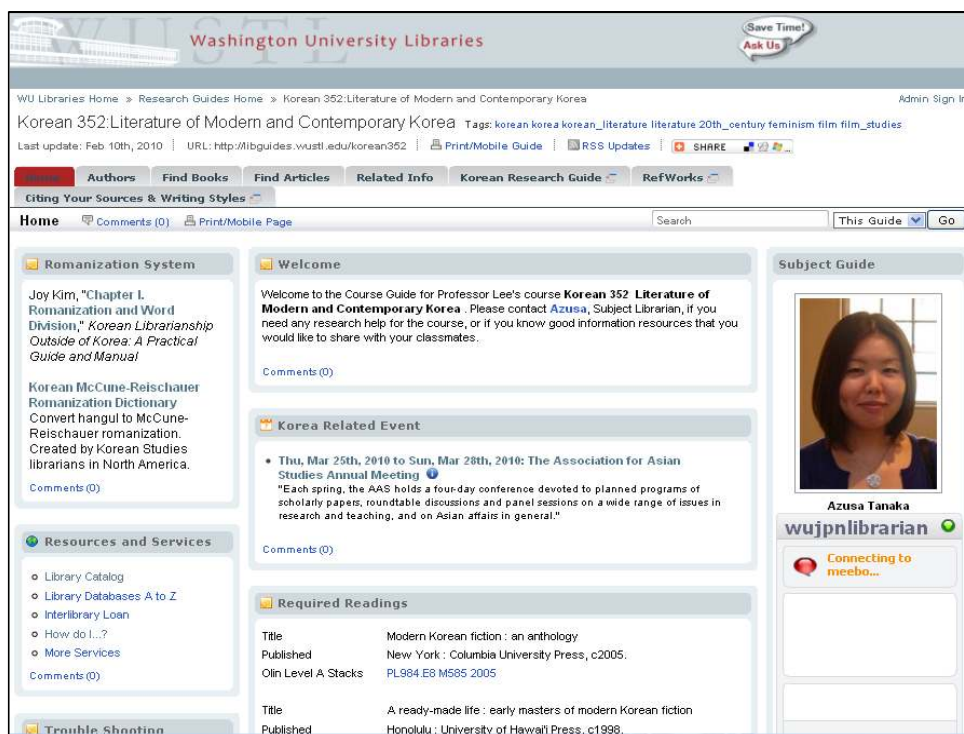 WUSTL
Washington University Libraries
Save Time!
Ask Us
WU Libraries Home » Research Guides Home » Korean 352:Literature of Modern and Contemporary Korea
Admin Sign In
Korean 352:Literature of Modern and Contemporary Korea Tags: korean korea korean_literature literature 20th_century feminism film film_studies
Last update: Feb 10th, 2010 | URL: http://libguides.wustl.edu/korean352 | Print/Mobile Guide | RSS Updates | SHARE
Home Authors Find Books Find Articles Related Info Korean Research Guide RefWorks
Citing Your Sources & Writing Styles
Home Comments (0) Print/Mobile Page Search This Guide Go
Romanization System
Joy Kim, "Chapter I.
Romanization and Word
Division," Korean Librarianship
Outside of Korea: A Practical
Guide and Manual
Korean McCune-Reischauer
Romanization Dictionary
Convert hangul to McCune-
Reischauer romanization.
Created by Korean Studies
librarians in North America.
Comments (0)
Resources and Services
Library Catalog
Library Databases A to Z
Interlibrary Loan
How do I...?
More Services
Comments (0)
Trouble Shooting
Welcome
Welcome to the Course Guide for Professor Lee's course Korean 352 Literature of
Modern and Contemporary Korea . Please contact Azusa, Subject Librarian, if you
need any research help for the course, or if you know good information resources that you
would like to share with your classmates.
Comments (0)
Korea Related Event
Thu, Mar 25th, 2010 to Sun, Mar 28th, 2010: The Association for Asian
Studies Annual Meeting
"Each spring, the AAS holds a four-day conference devoted to planned programs of
scholarly papers, roundtable discussions and panel sessions on a wide range of issues in
research and teaching, and on Asian affairs in general."
Comments (0)
Required Readings
Title Modern Korean fiction : an anthology
Published New York : Columbia University Press, c2005.
Olin Level A Stacks PL984.E8 M585 2005
Title A ready-made life : early masters of modern Korean fiction
Published Honolulu : University of Hawai'i Press, c1998.
Subject Guide
Azusa Tanaka
wujpnlibrarian
Connecting to
meebo...